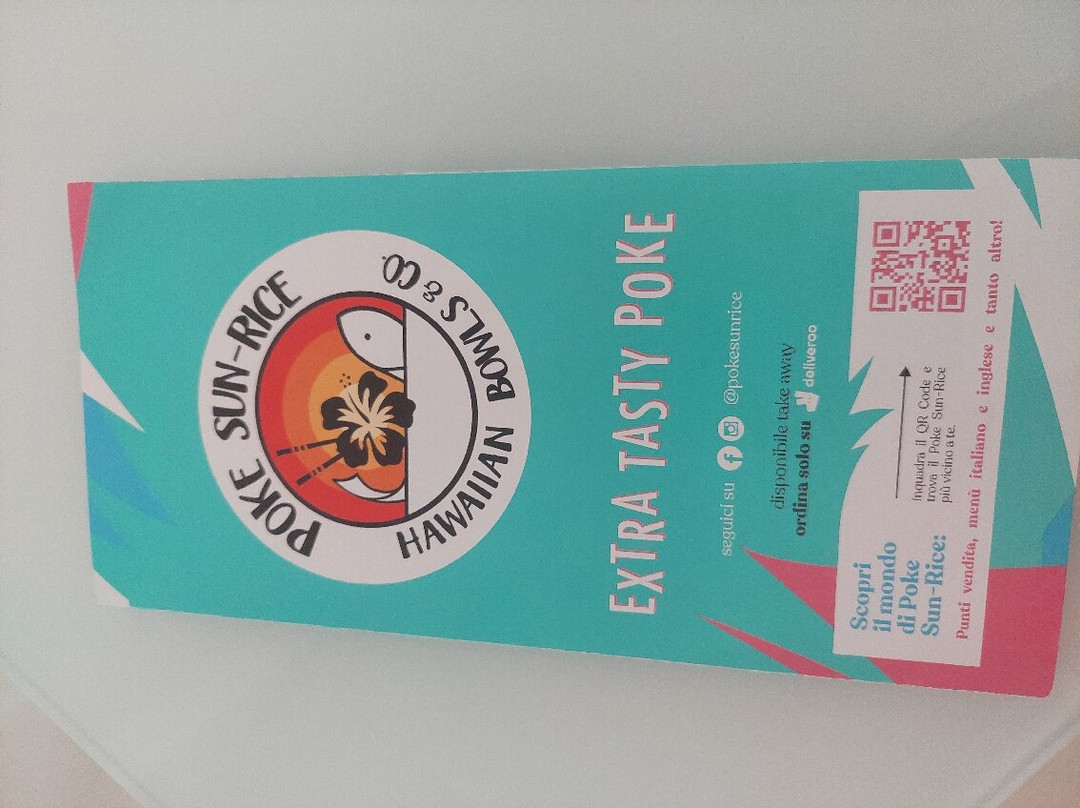 POKE SUN-RICE
HAWAIIAN BOWLS & CO.
EXTRA TASTY POKE
seguici su @pokesunrice
disponibile take away
ordina solo su deliveroo
Scopri
il mondo
di Poke
Sun-Rice:
Inquadra il QR Code e
trova il Poke Sun-Rice
più vicino a te.
Punti vendita, menù italiano e inglese e tanto altro!